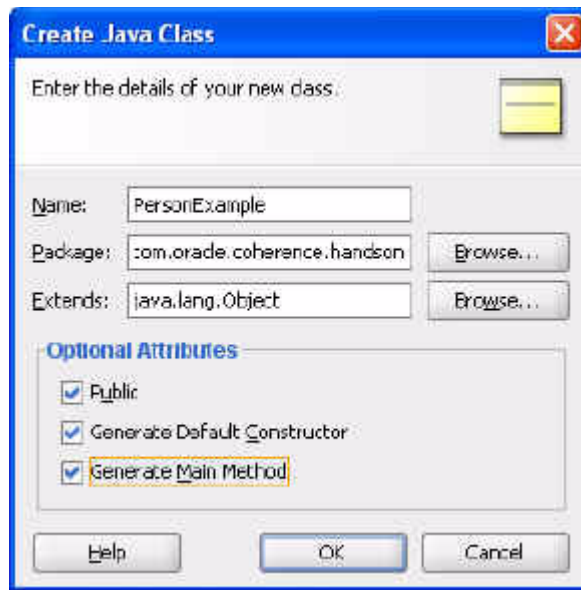 Create Java Class
Enter the details of your new class.
Name: PersonExample
Package: com.oracle.coherence.handson Browse...
Extends: java.lang.Object Browse...
Optional Attributes
Public
Generate Default Constructor
Generate Main Method
Help OK Cancel